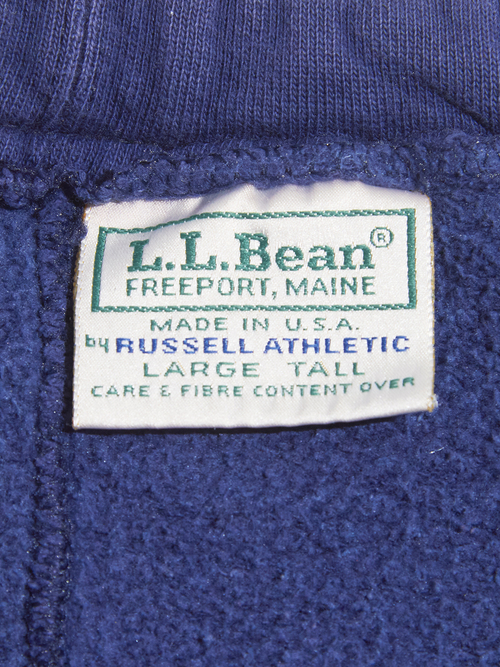 L.L.Bean®
FREEPORT, MAINE
MADE IN U.S.A.
by RUSSELL ATHLETIC
LARGE TALL
CARE & FIBRE CONTENT OVER